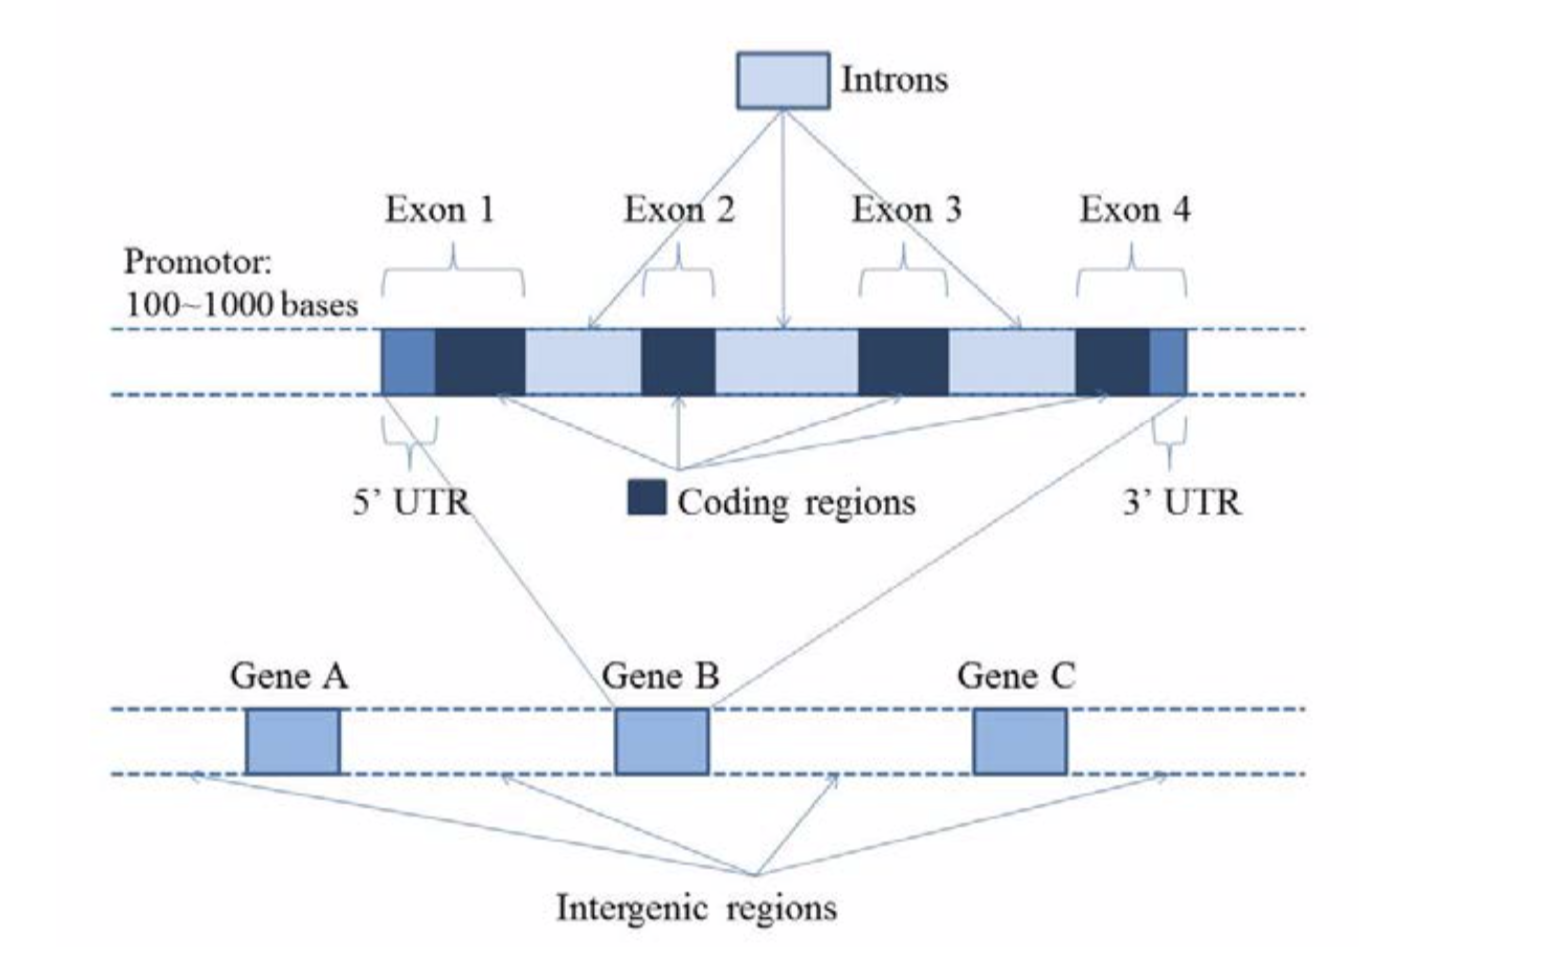 Introns
Exon 1
Exon 2
Exon 3
Exon 4
Promotor:
100~1000 bases
5’ UTR
Coding regions
3’ UTR
Gene A
Gene B
Gene C
Intergenic regions